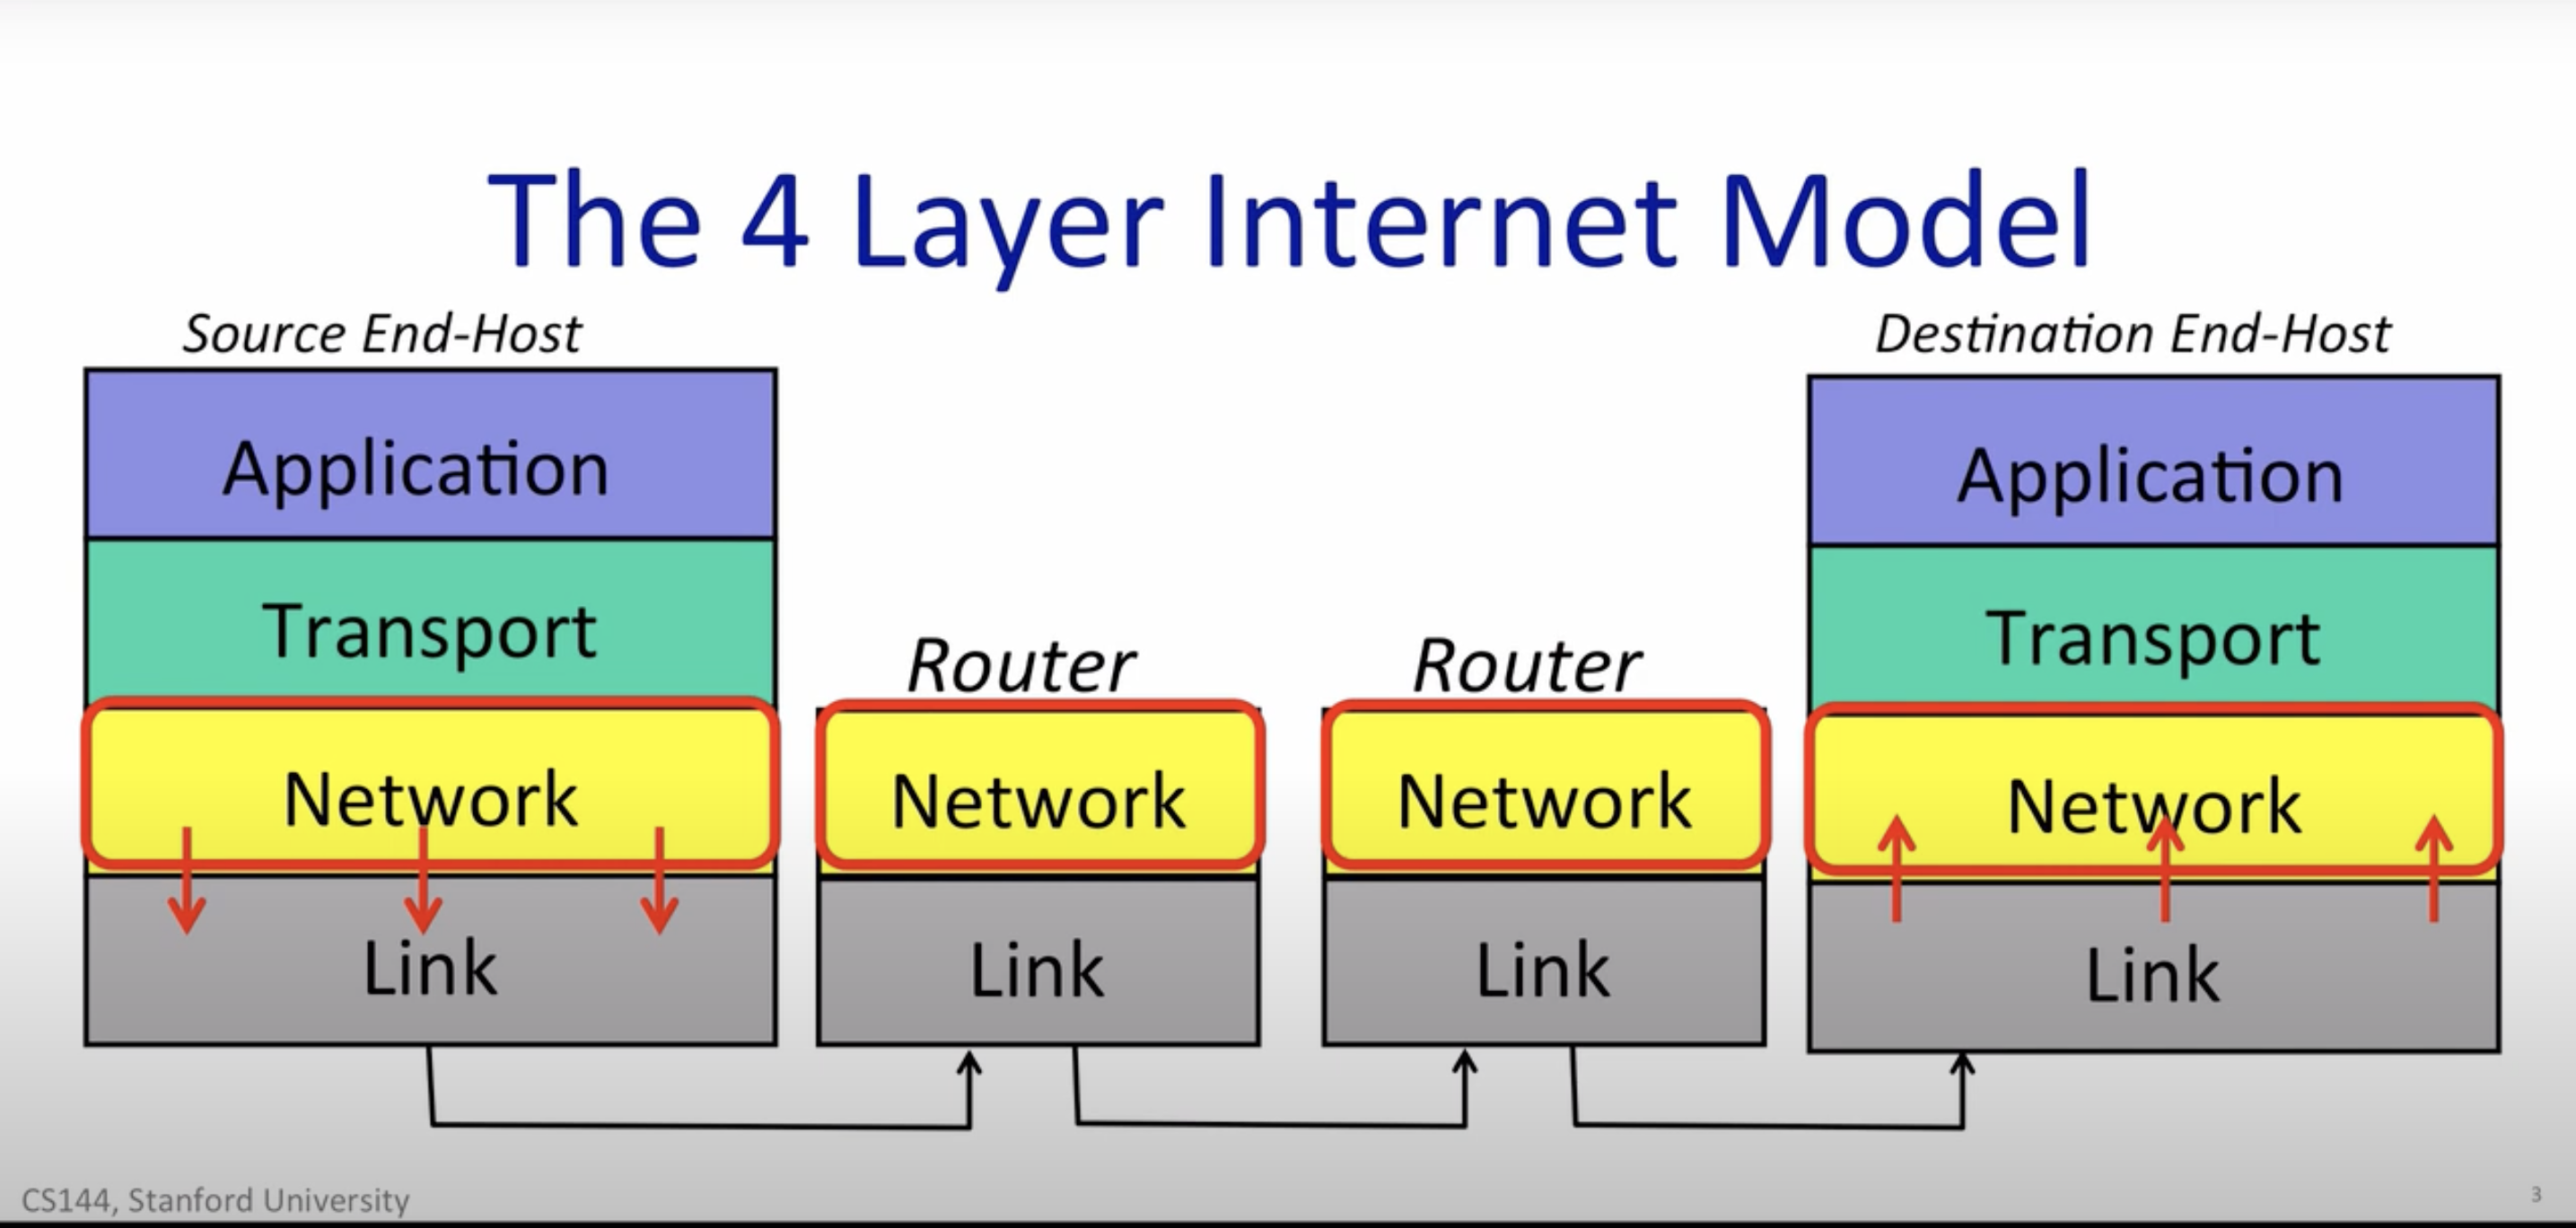 The 4 Layer Internet Model
Source End-Host
Destination End-Host
Application
Application
Transport
Transport
Router
Router
Network
Network
Network
Network
Link
Link
Link
Link
CS144, Stanford University
3